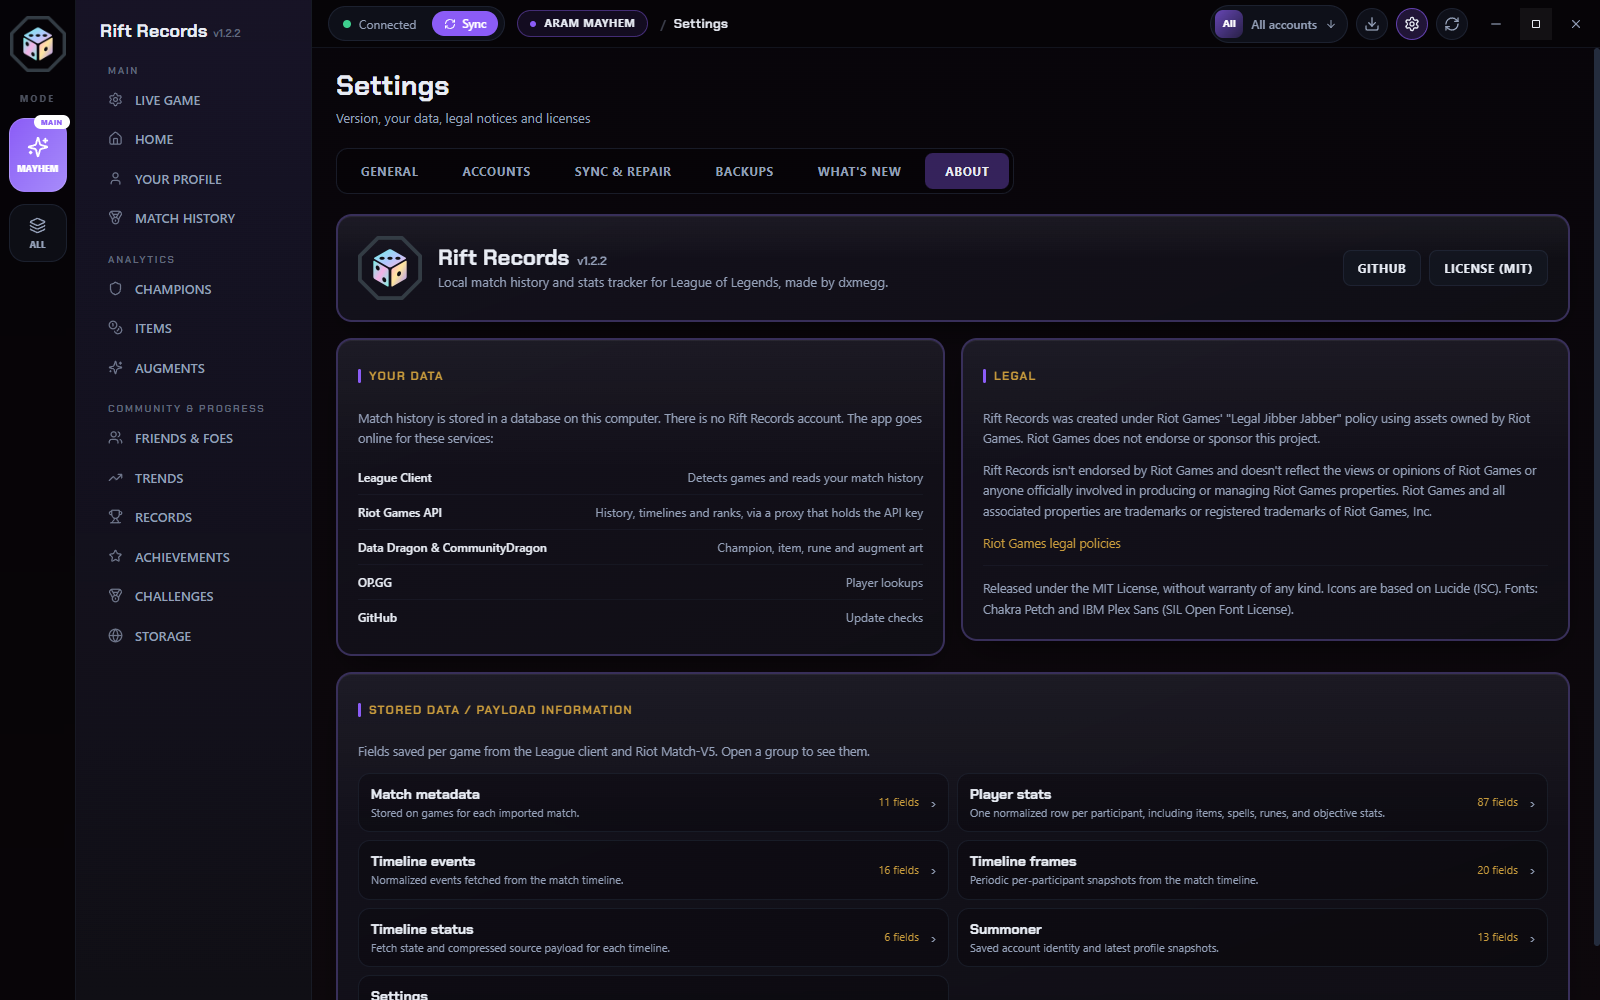 Rift Records v1.2.2
Connected
Sync
ARAM MAYHEM
/ Settings
All
All accounts
MODE
MAIN
MAYHEM
ALL
MAIN
LIVE GAME
HOME
YOUR PROFILE
MATCH HISTORY
ANALYTICS
CHAMPIONS
ITEMS
AUGMENTS
COMMUNITY & PROGRESS
FRIENDS & FOES
TRENDS
RECORDS
ACHIEVEMENTS
CHALLENGES
STORAGE
Settings
Version, your data, legal notices and licenses
GENERAL
ACCOUNTS
SYNC & REPAIR
BACKUPS
WHAT'S NEW
ABOUT
Rift Records v1.2.2
Local match history and stats tracker for League of Legends, made by dxmegg.
GITHUB
LICENSE (MIT)
YOUR DATA
Match history is stored in a database on this computer. There is no Rift Records account. The app goes
online for these services:
League Client
Detects games and reads your match history
Riot Games API
History, timelines and ranks, via a proxy that holds the API key
Data Dragon & CommunityDragon
Champion, item, rune and augment art
OP.GG
Player lookups
GitHub
Update checks
LEGAL
Rift Records was created under Riot Games' "Legal Jibber Jabber" policy using assets owned by Riot
Games. Riot Games does not endorse or sponsor this project.
Rift Records isn't endorsed by Riot Games and doesn't reflect the views or opinions of Riot Games or
anyone officially involved in producing or managing Riot Games properties. Riot Games and all
associated properties are trademarks or registered trademarks of Riot Games, Inc.
Riot Games legal policies
Released under the MIT License, without warranty of any kind. Icons are based on Lucide (ISC). Fonts:
Chakra Petch and IBM Plex Sans (SIL Open Font License).
STORED DATA / PAYLOAD INFORMATION
Fields saved per game from the League client and Riot Match-V5. Open a group to see them.
Match metadata
Stored on games for each imported match.
11 fields
Player stats
One normalized row per participant, including items, spells, runes, and objective stats.
87 fields
Timeline events
Normalized events fetched from the match timeline.
16 fields
Timeline frames
Periodic per-participant snapshots from the match timeline.
20 fields
Timeline status
Fetch state and compressed source payload for each timeline.
6 fields
Summoner
Saved account identity and latest profile snapshots.
13 fields
Settings